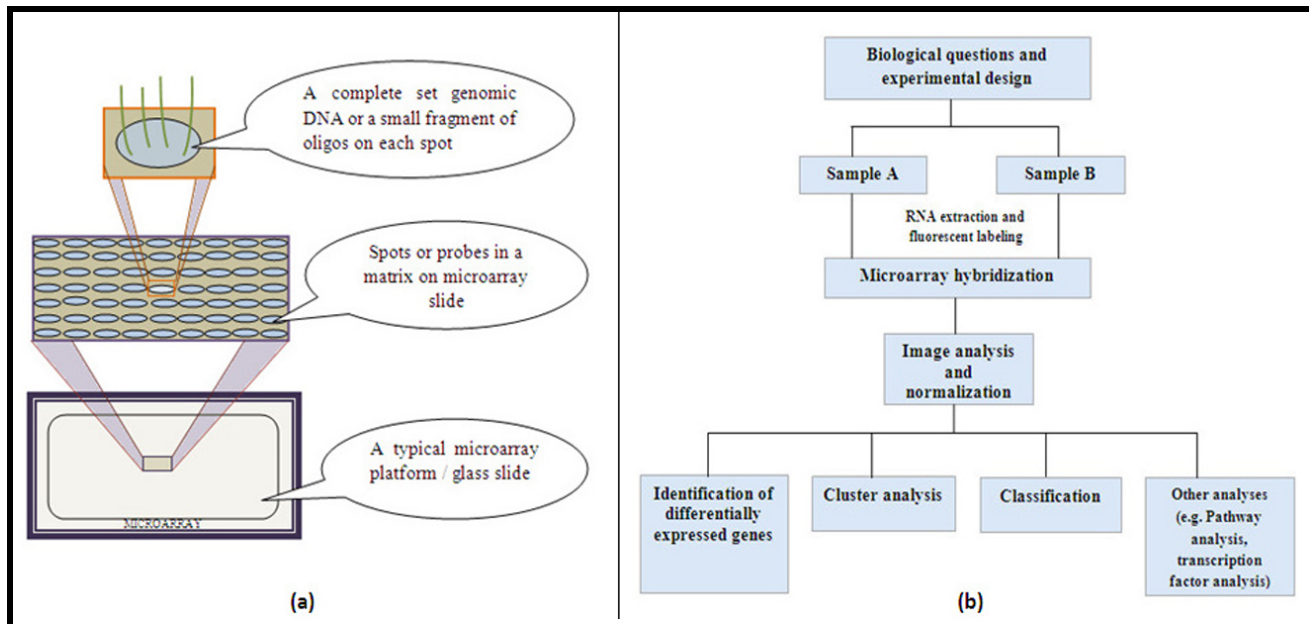 A complete set genomic
DNA or a small fragment of
oligos on each spot
Spots or probes in a
matrix on microarray
slide
A typical microarray
platform / glass slide
MICROARRAY
(a)
Biological questions and
experimental design
Sample A
Sample B
RNA extraction and
fluorescent labeling
Microarray hybridization
Image analysis
and
normalization
Identification of
differentially
expressed genes
Cluster analysis
Classification
Other analyses
(e.g. Pathway
analysis,
transcription
factor analysis)
(b)